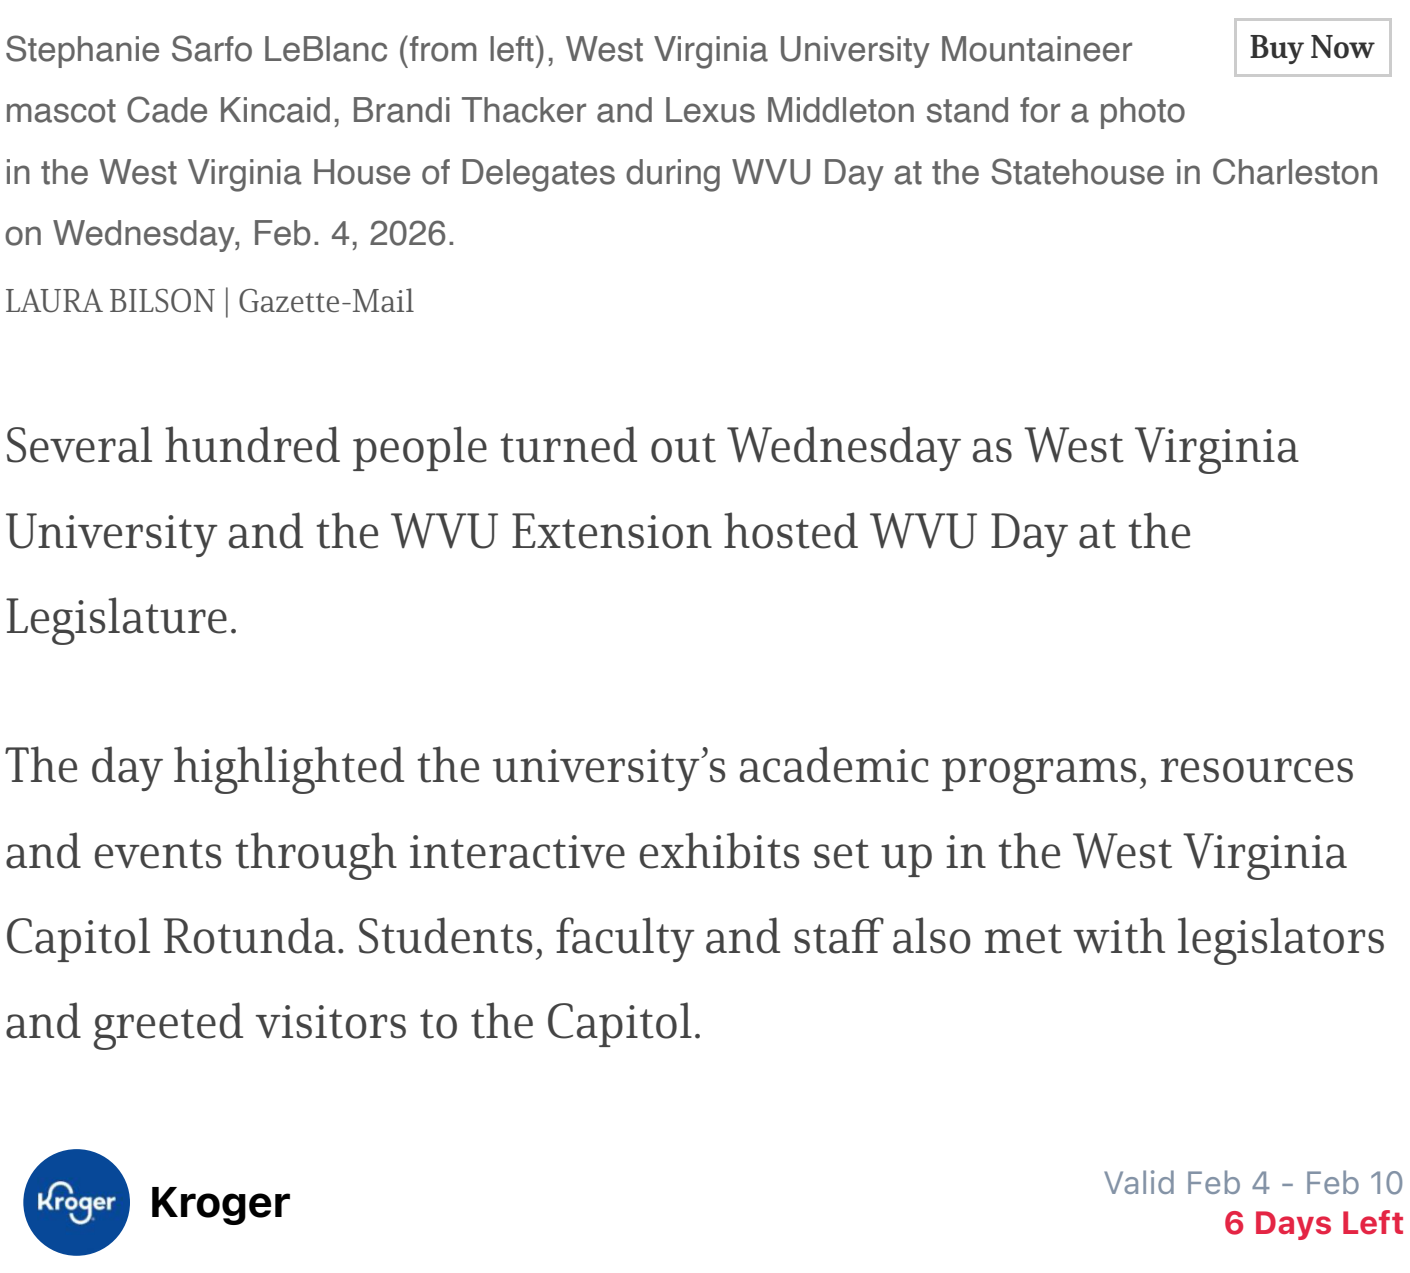 Stephanie Sarfo LeBlanc (from left), West Virginia University Mountaineer
mascot Cade Kincaid, Brandi Thacker and Lexus Middleton stand for a photo
in the West Virginia House of Delegates during WVU Day at the Statehouse in Charleston
on Wednesday, Feb. 4, 2026.
Buy Now
LAURA BILSON | Gazette-Mail
Several hundred people turned out Wednesday as West Virginia
University and the WVU Extension hosted WVU Day at the
Legislature.
The day highlighted the university’s academic programs, resources
and events through interactive exhibits set up in the West Virginia
Capitol Rotunda. Students, faculty and staff also met with legislators
and greeted visitors to the Capitol.
Kroger
Kroger
Valid Feb 4 - Feb 10
6 Days Left